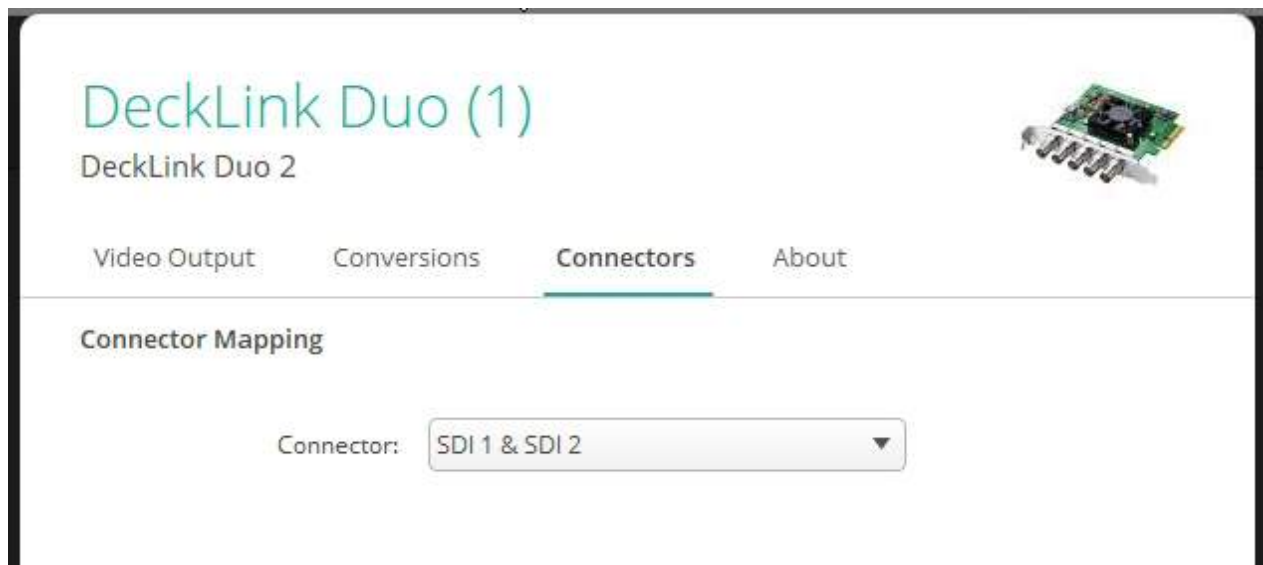 DeckLink Duo (1)
DeckLink Duo 2
Video Output Conversions Connectors About
Connector Mapping
Connector: SDI 1 & SDI 2